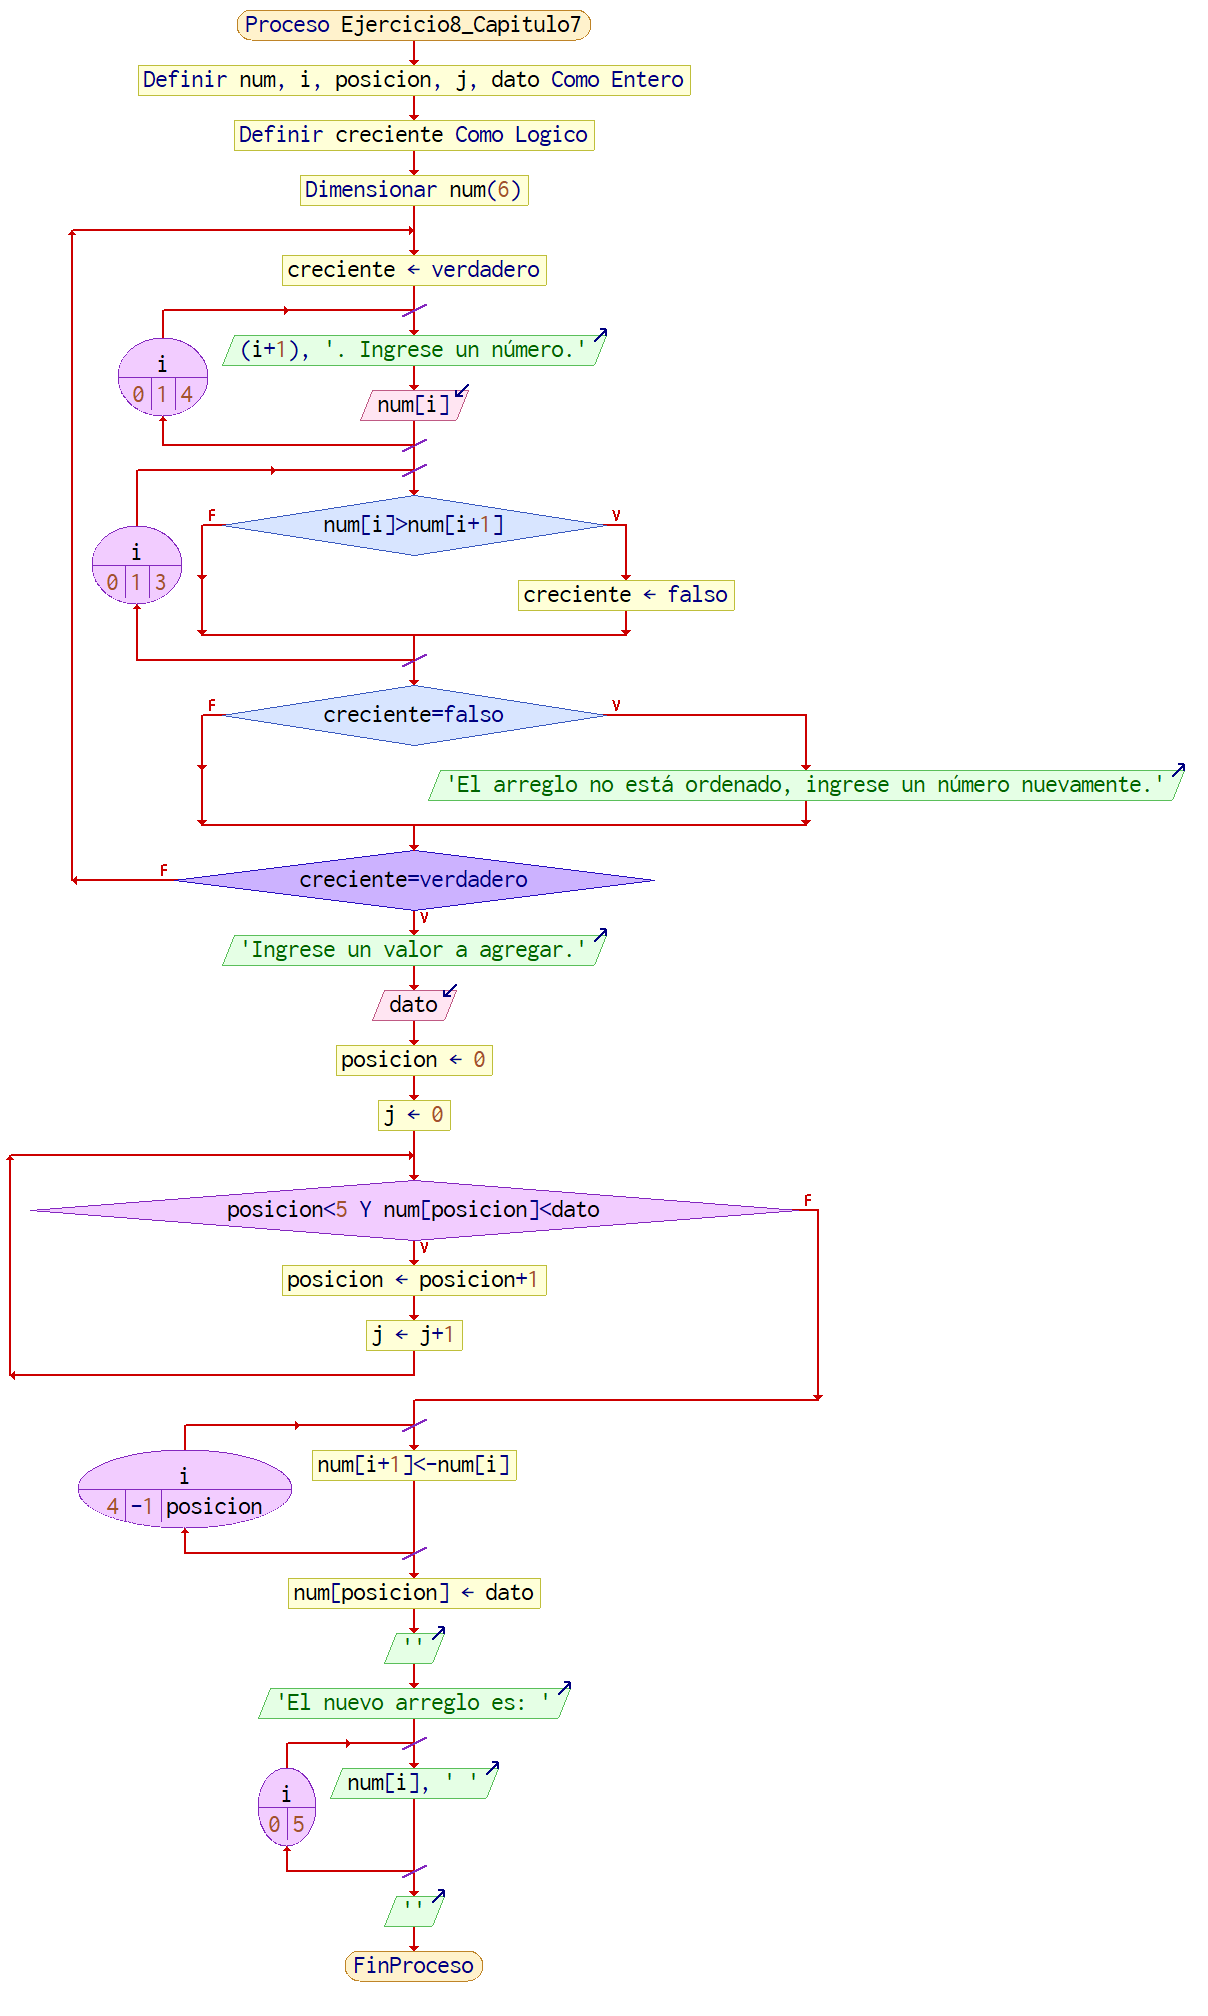 Proceso Ejercicio8_Capitulo7
Definir num, i, posicion, j, dato Como Entero
Definir creciente Como Logico
Dimensionar num(6)
creciente ← verdadero
i
0 1 4
(i+1), '. Ingrese un número.'
num[i]
i
0 1 3
F
num[i]>num[i+1]
V
creciente ← falso
F
creciente=falso
V
'El arreglo no está ordenado, ingrese un número nuevamente.'
F
creciente=verdadero
V
'Ingrese un valor a agregar.'
dato
posicion ← 0
j ← 0
posicion<5 Y num[posicion]<dato
F
V
posicion ← posicion+1
j ← j+1
i
4 -1 posicion
num[i+1]<-num[i]
num[posicion] ← dato
''
'El nuevo arreglo es: '
i
0 5
num[i], ' '
''
FinProceso